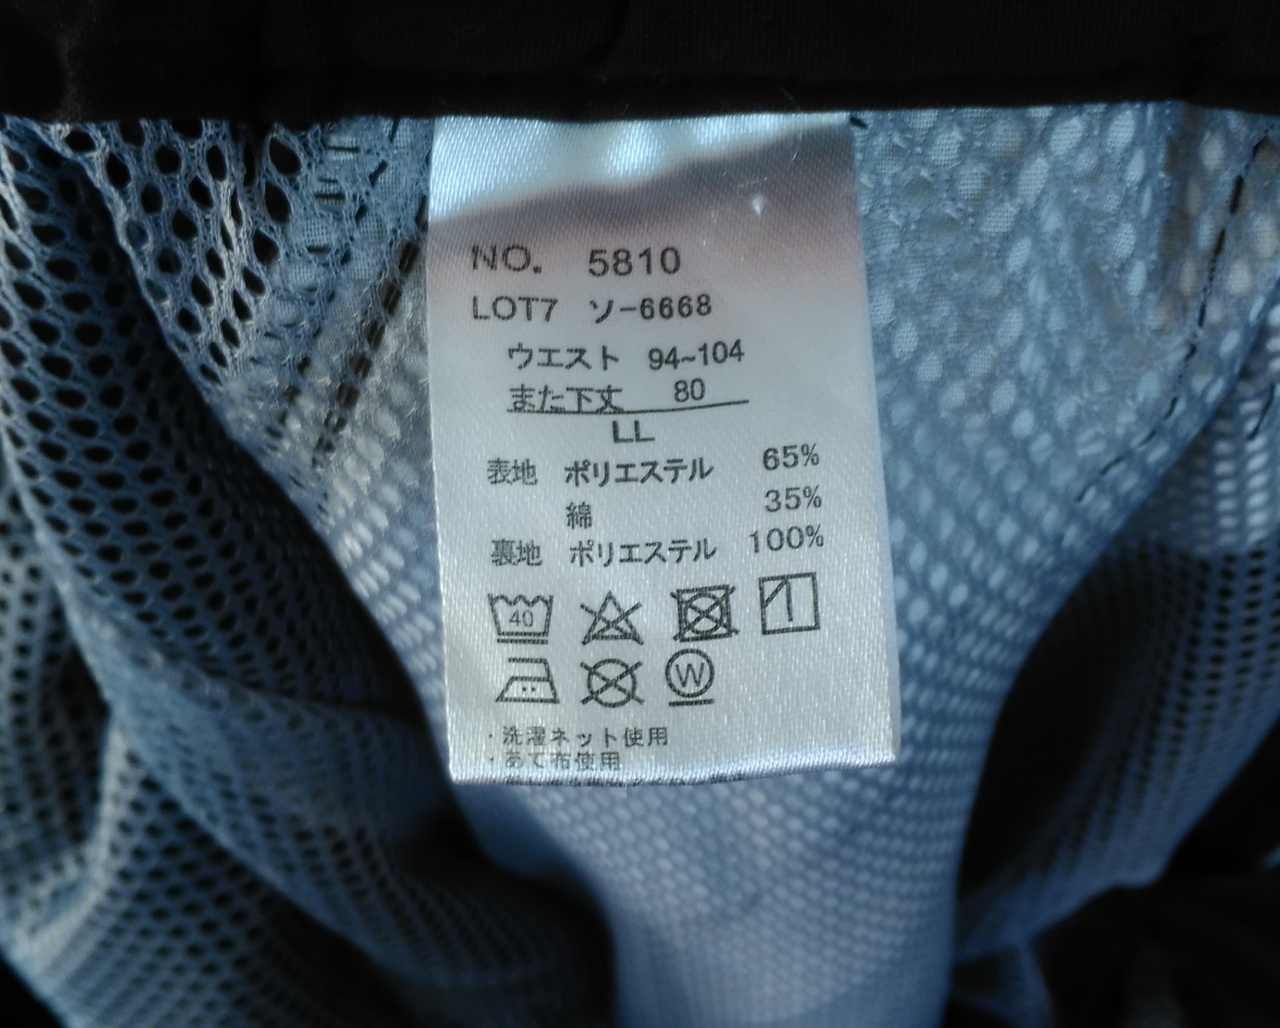 NO. 5810
LOT7 ソ-6668
ウエスト 94~104
また下丈 80
LL
表地 ポリエステル 65%
綿 35%
裏地 ポリエステル 100%
40
W
・洗濯ネット使用
・あて布使用